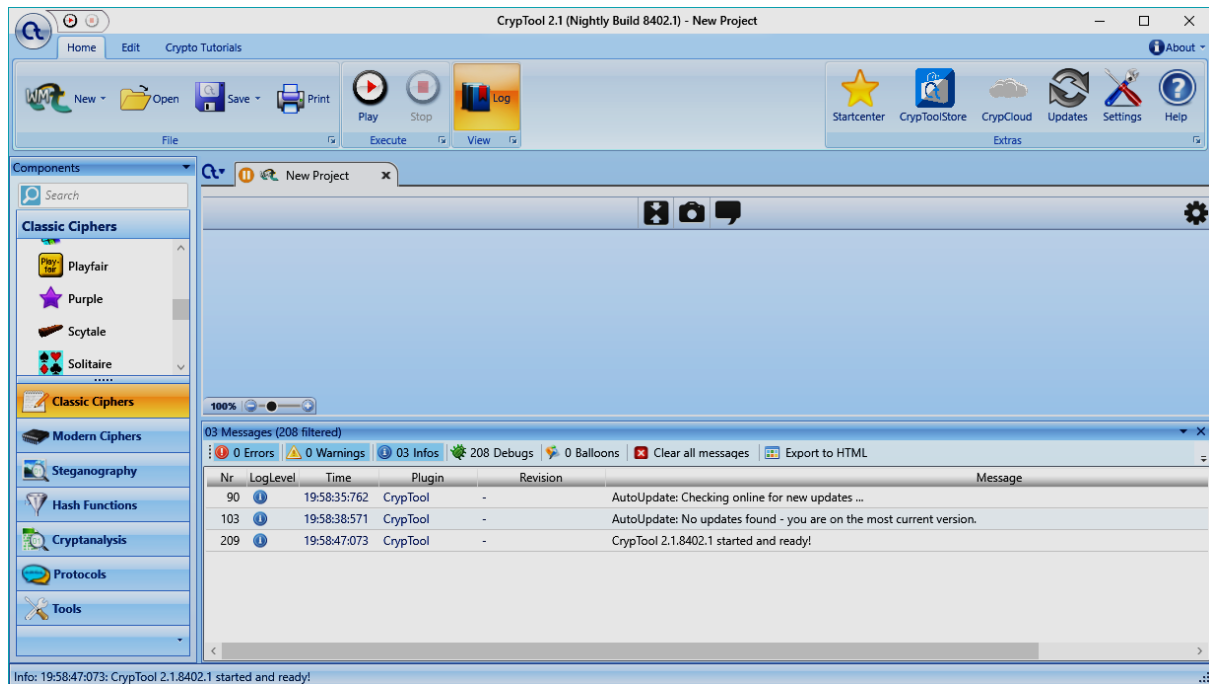 CrypTool 2.1 (Nightly Build 8402.1) - New Project
Home Edit Crypto Tutorials About
New Open Save Print
Play Stop
Log
Startcenter CrypToolStore CrypCloud Updates Settings Help
File Execute View Extras
Components
New Project
Search
Classic Ciphers
Play-fair Playfair
Purple
Scytale
Solitaire
Classic Ciphers
Modern Ciphers
Steganography
Hash Functions
Cryptanalysis
Protocols
Tools
100%
03 Messages (208 filtered)
0 Errors 0 Warnings 03 Infos 208 Debugs 0 Balloons Clear all messages Export to HTML
Nr LogLevel Time Plugin Revision Message
90 19:58:35:762 CrypTool - AutoUpdate: Checking online for new updates ...
103 19:58:38:571 CrypTool - AutoUpdate: No updates found - you are on the most current version.
209 19:58:47:073 CrypTool - CrypTool 2.1.8402.1 started and ready!
Info: 19:58:47:073: CrypTool 2.1.8402.1 started and ready!